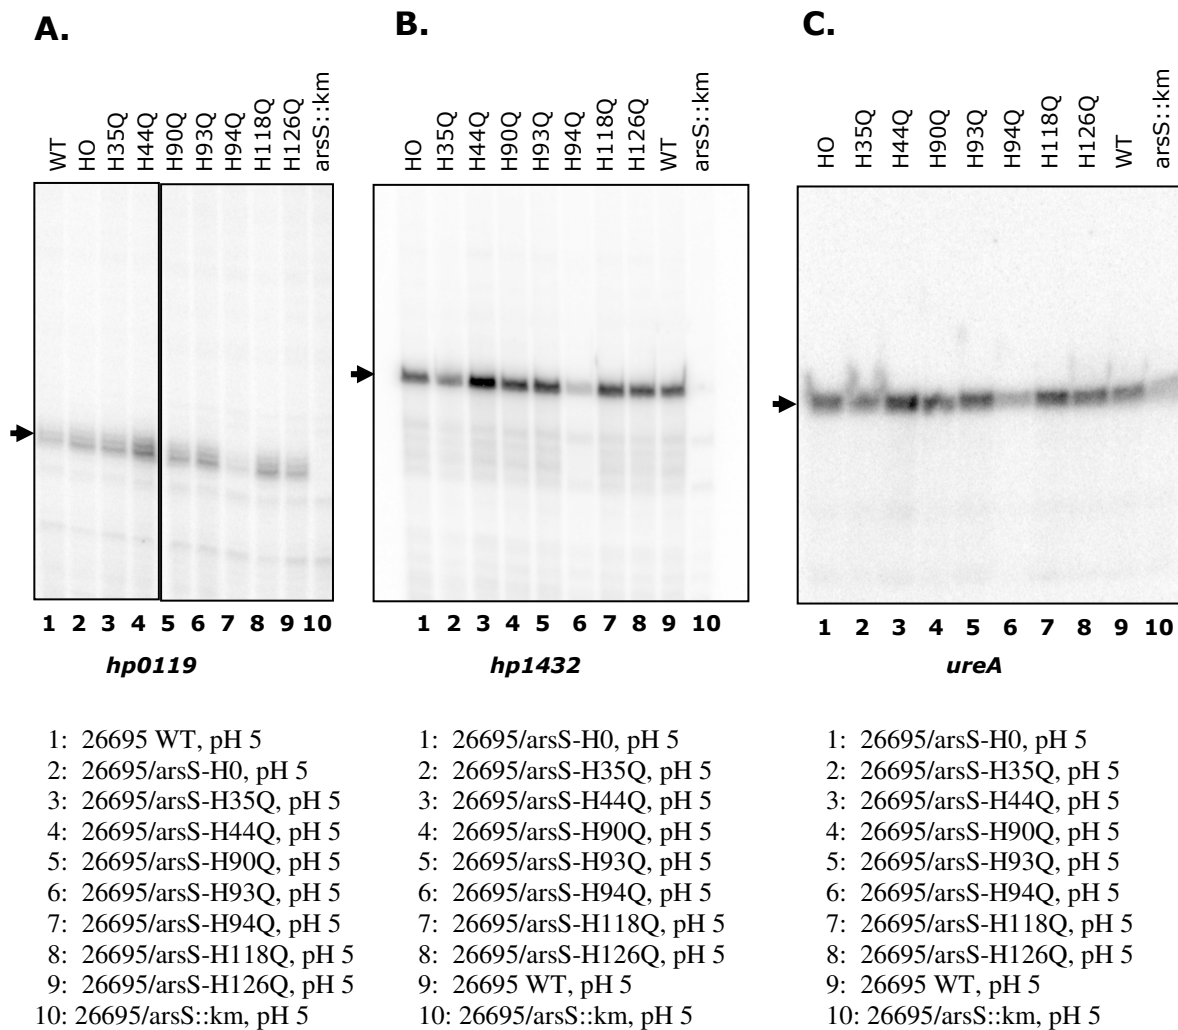 A.
B.
C.
WT
HO
H35Q
H44Q
H90Q
H93Q
H94Q
H118Q
H126Q
arsS::km
HO
H35Q
H44Q
H90Q
H93Q
H94Q
H118Q
H126Q
WT
arsS::km
HO
H35Q
H44Q
H90Q
H93Q
H94Q
H118Q
H126Q
WT
arsS::km
1 2 3 4 5 6 7 8 9 10
1 2 3 4 5 6 7 8 9 10
1 2 3 4 5 6 7 8 9 10
hp0119
hp1432
ureA
1: 26695 WT, pH 5
2: 26695/arsS-H0, pH 5
3: 26695/arsS-H35Q, pH 5
4: 26695/arsS-H44Q, pH 5
5: 26695/arsS-H90Q, pH 5
6: 26695/arsS-H93Q, pH 5
7: 26695/arsS-H94Q, pH 5
8: 26695/arsS-H118Q, pH 5
9: 26695/arsS-H126Q, pH 5
10: 26695/arsS::km, pH 5
1: 26695/arsS-H0, pH 5
2: 26695/arsS-H35Q, pH 5
3: 26695/arsS-H44Q, pH 5
4: 26695/arsS-H90Q, pH 5
5: 26695/arsS-H93Q, pH 5
6: 26695/arsS-H94Q, pH 5
7: 26695/arsS-H118Q, pH 5
8: 26695/arsS-H126Q, pH 5
9: 26695 WT, pH 5
10: 26695/arsS::km, pH 5
1: 26695/arsS-H0, pH 5
2: 26695/arsS-H35Q, pH 5
3: 26695/arsS-H44Q, pH 5
4: 26695/arsS-H90Q, pH 5
5: 26695/arsS-H93Q, pH 5
6: 26695/arsS-H94Q, pH 5
7: 26695/arsS-H118Q, pH 5
8: 26695/arsS-H126Q, pH 5
9: 26695 WT, pH 5
10: 26695/arsS::km, pH 5